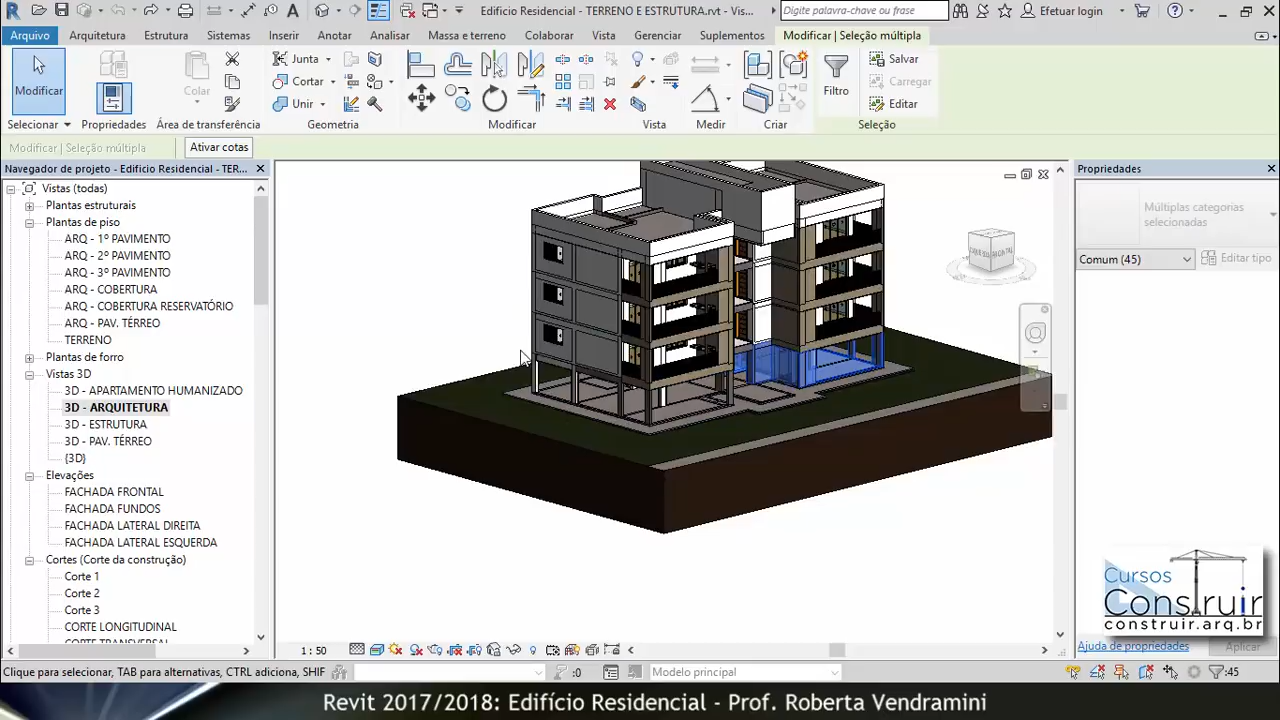 Edificio Residencial - TERRENO E ESTRUTURA.rvt - Vis...
Digite palavra-chave ou frase
Efetuar login
Arquivo
Arquitetura
Estrutura
Sistemas
Inserir
Anotar
Analisar
Massa e terreno
Colaborar
Vista
Gerenciar
Suplementos
Modificar | Seleção múltipla
Modificar
Colar
Junta
Cortar
Unir
Filtro
Salvar
Carregar
Editar
Selecionar
Propriedades
Área de transferência
Geometria
Modificar
Vista
Medir
Criar
Seleção
Modificar | Seleção múltipla
Ativar cotas
Navegador de projeto - Edificio Residencial - TER...
Vistas (todas)
Plantas estruturais
Plantas de piso
ARQ - 1º PAVIMENTO
ARQ - 2º PAVIMENTO
ARQ - 3º PAVIMENTO
ARQ - COBERTURA
ARQ - COBERTURA RESERVATÓRIO
ARQ - PAV. TÉRREO
TERRENO
Plantas de forro
Vistas 3D
3D - APARTAMENTO HUMANIZADO
3D - ARQUITETURA
3D - ESTRUTURA
3D - PAV. TÉRREO
{3D}
Elevações
FACHADA FRONTAL
FACHADA FUNDOS
FACHADA LATERAL DIREITA
FACHADA LATERAL ESQUERDA
Cortes (Corte da construção)
Corte 1
Corte 2
Corte 3
CORTE LONGITUDINAL
CORTE TRANSVERSAL
Propriedades
Múltiplas categorias
selecionadas
Comum (45)
Editar tipo
Cursos
Construir
construir.arq.br
Ajuda de propriedades
Aplicar
1 : 50
Clique para selecionar, TAB para alternativas, CTRL adiciona, SHIF
:0
Modelo principal
:45
Revit 2017/2018: Edifício Residencial - Prof. Roberta Vendramini